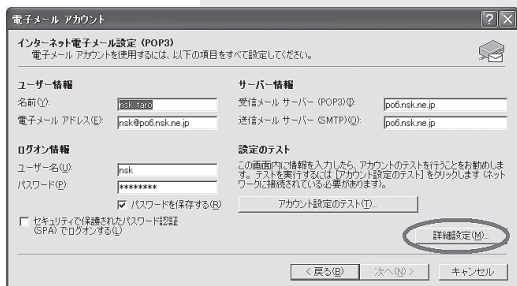 電子メール アカウント
インターネット電子メール設定 (POP3)
電子メール アカウントを使用するには、以下の項目をすべて設定してください。
ユーザー情報
名前(Y):
nsk_taro
電子メール アドレス(E):
nsk@po6.nsk.ne.jp
サーバー情報
受信メール サーバー (POP3)(I):
po6.nsk.ne.jp
送信メール サーバー (SMTP)(O):
po6.nsk.ne.jp
ログオン情報
ユーザー名(U):
nsk
パスワード(P):
********
パスワードを保存する(R)
セキュリティで保護されたパスワード認証
(SPA) でログオンする(L)
設定のテスト
この画面内に情報を入力したら、アカウントのテストを行うことをお勧めしま
す。テストを実行するには [アカウント設定のテスト] をクリックします (ネット
ワークに接続されている必要があります)。
アカウント設定のテスト(T)...
詳細設定(M)...
< 戻る(B)
次へ(N) >
キャンセル